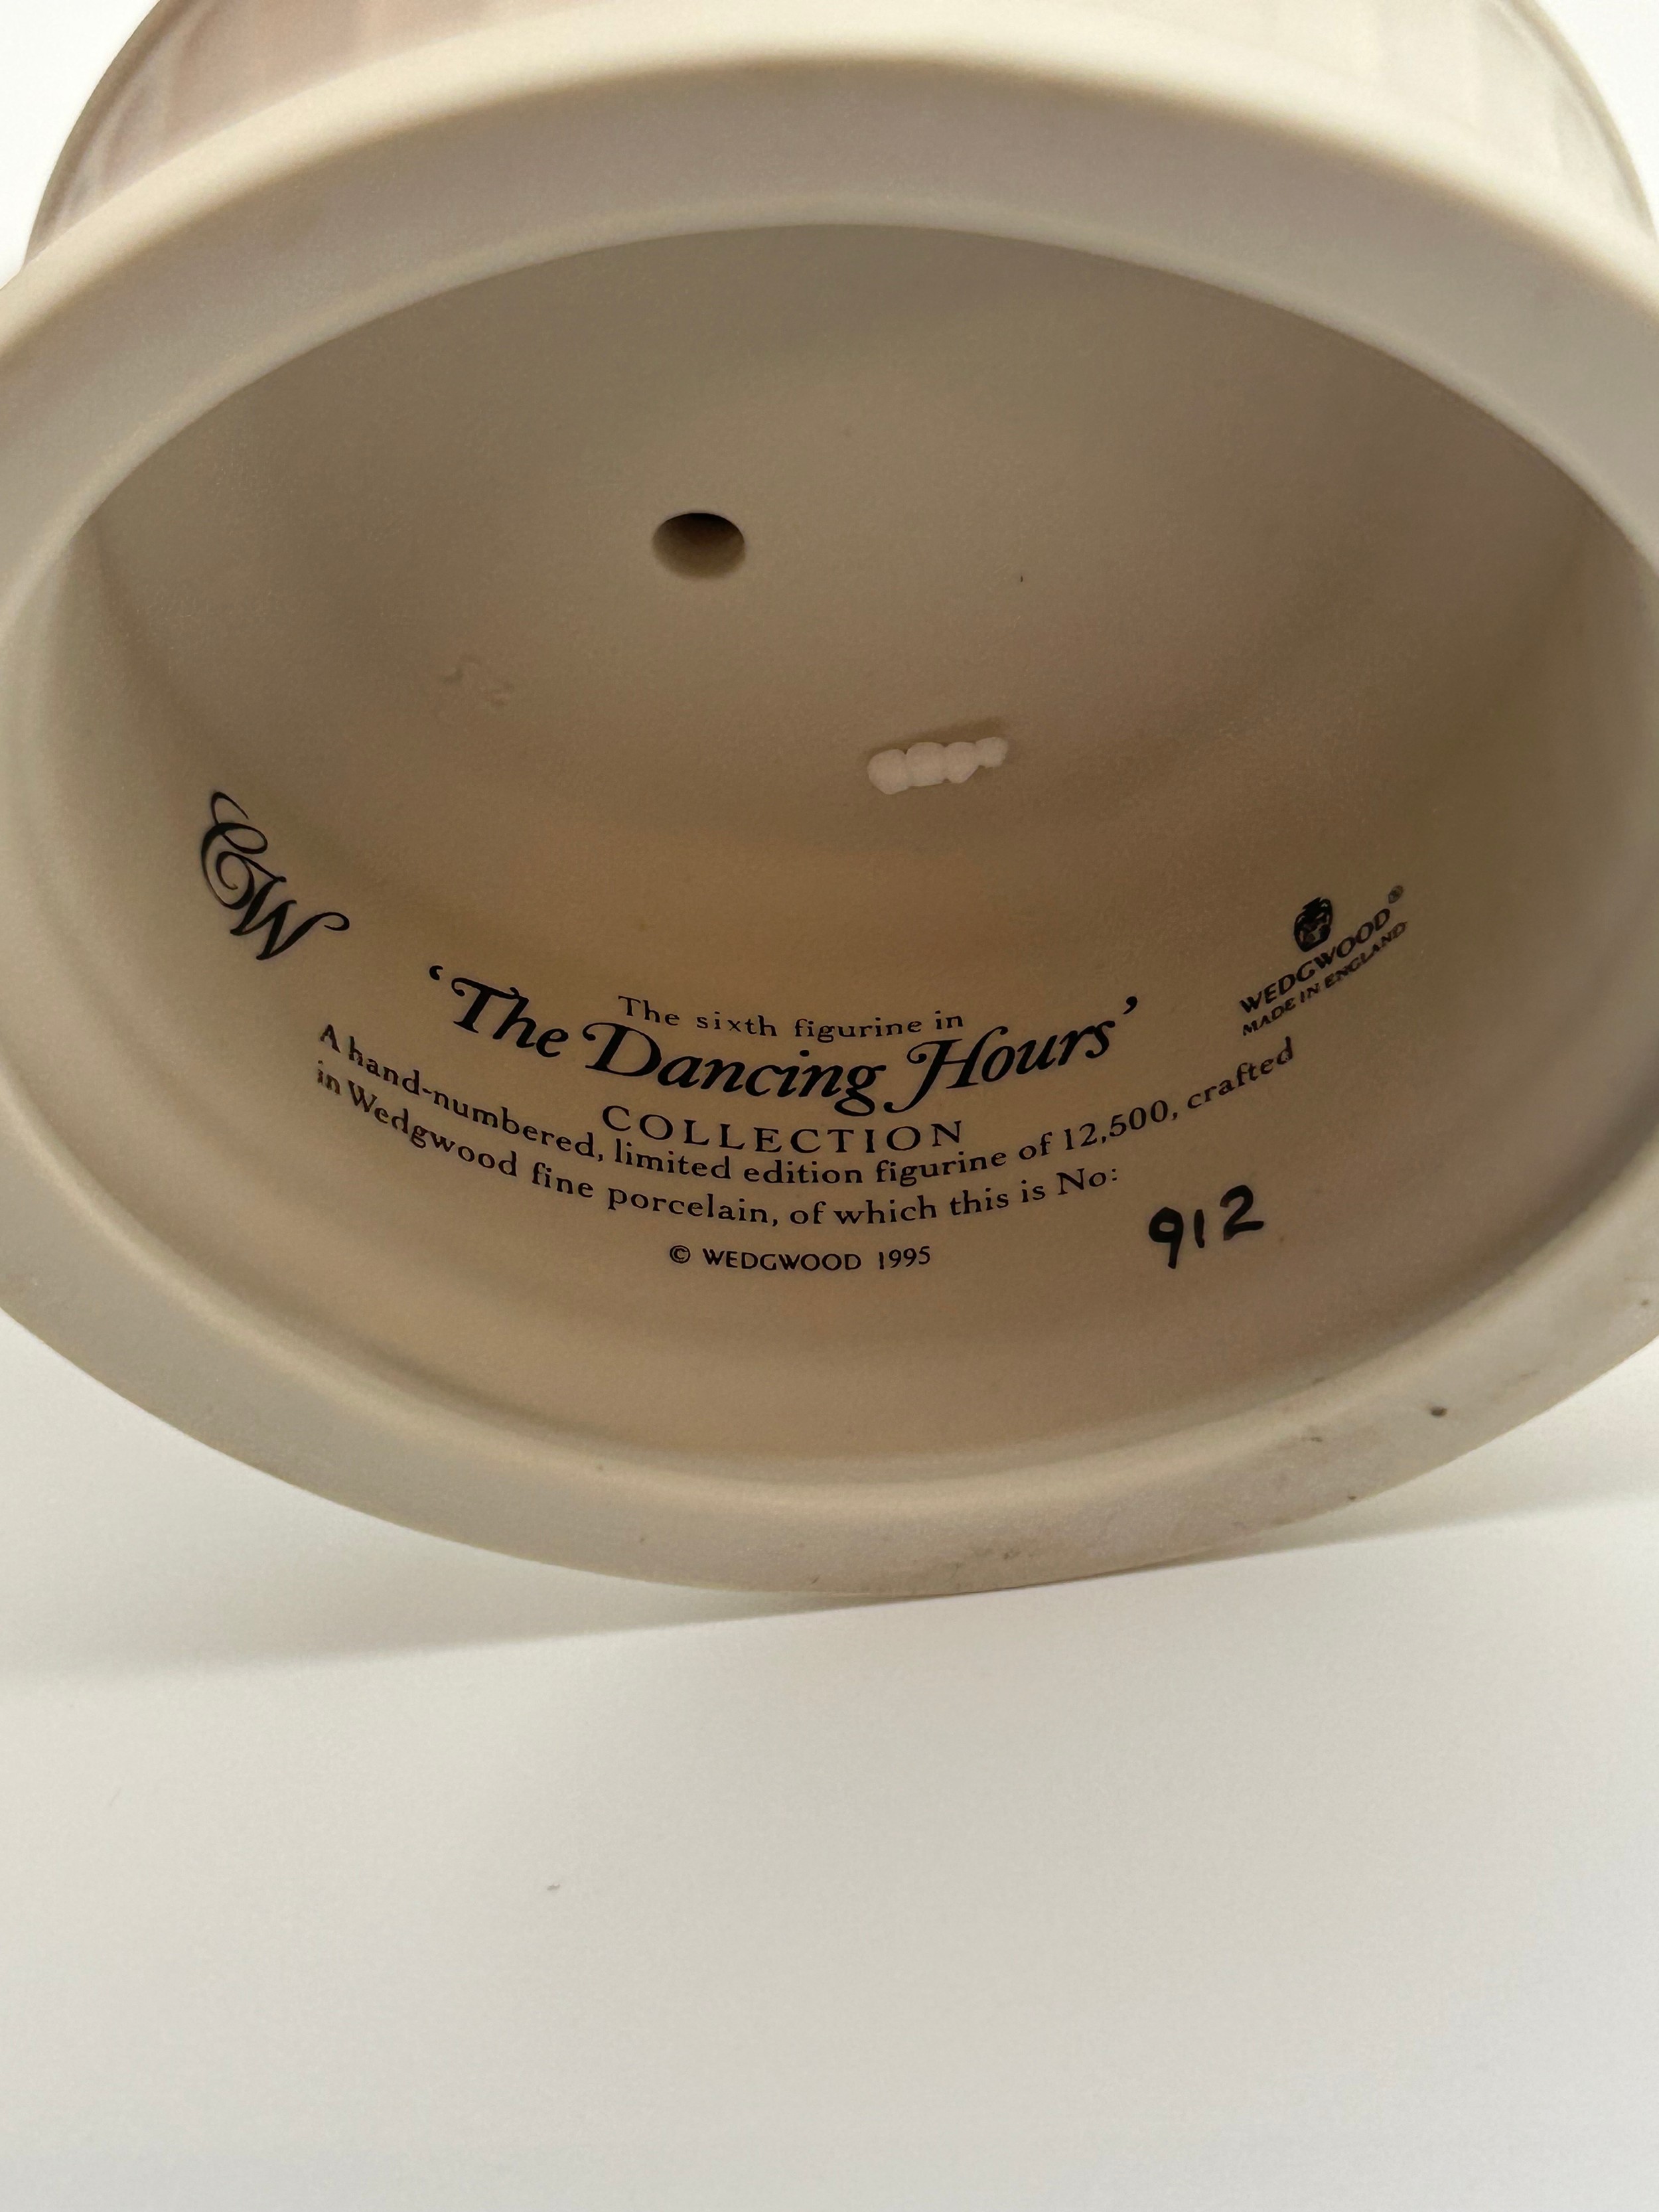 CW
WEDGWOOD®
MADE IN ENGLAND
The sixth figurine in
‘The Dancing Hours’
COLLECTION
A hand-numbered, limited edition figurine of 12,500, crafted
in Wedgwood fine porcelain, of which this is No:
912
© WEDGWOOD 1995